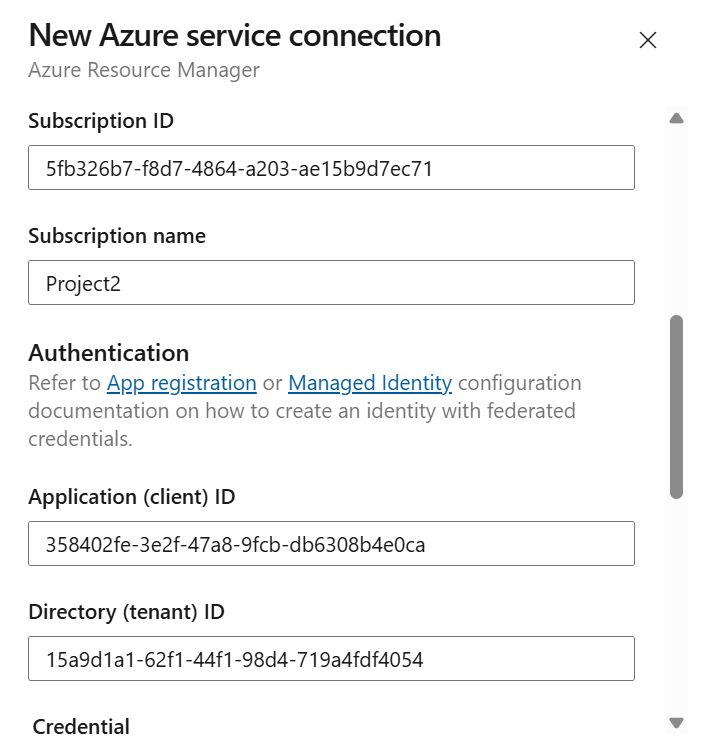 New Azure service connection
Azure Resource Manager
Subscription ID
5fb326b7-f8d7-4864-a203-ae15b9d7ec71
Subscription name
Project2
Authentication
Refer to App registration or Managed Identity configuration
documentation on how to create an identity with federated
credentials.
Application (client) ID
358402fe-3e2f-47a8-9fcb-db6308b4e0ca
Directory (tenant) ID
15a9d1a1-62f1-44f1-98d4-719a4fdf4054
Credential